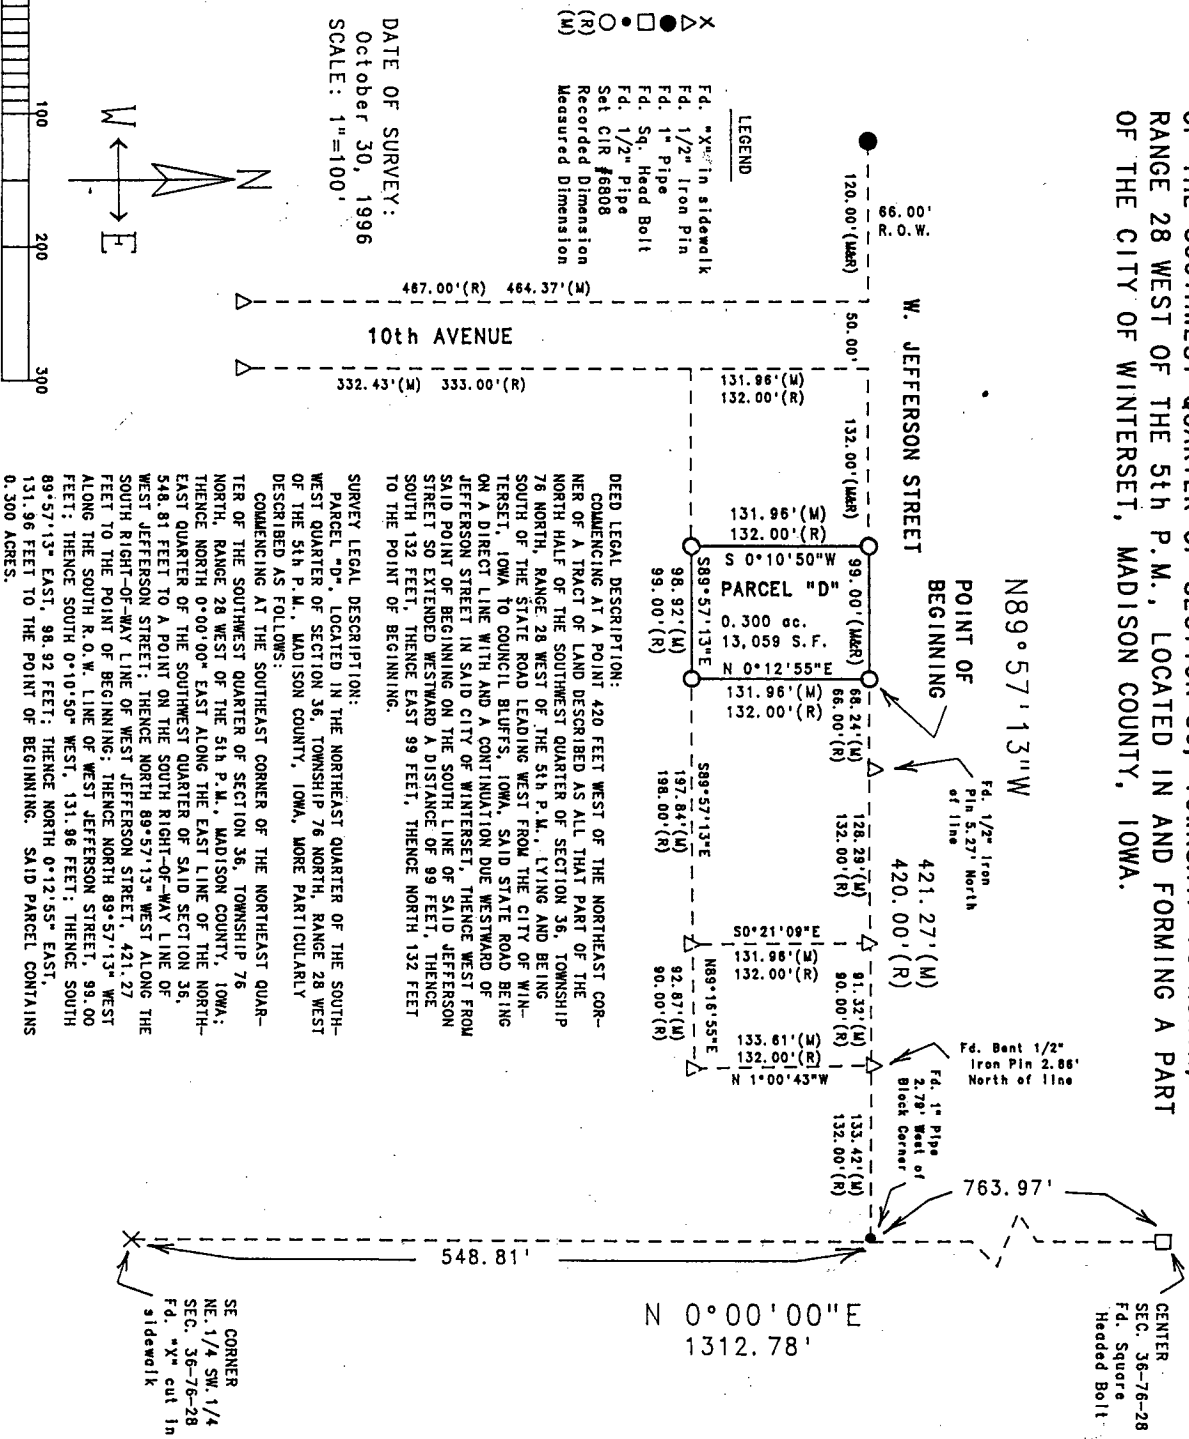 RANGE 28 WEST OF THE 5th P.M., LOCATED IN AND FORMING A PART
OF THE CITY OF WINTERSET, MADISON COUNTY, IOWA.
N89°57'13"W
421.27'(M)
420.00'(R)
POINT OF
BEGINNING
W. JEFFERSON STREET
66.00'
R.O.W.
120.00'(M&R)
50.00'
132.00'(M&R)
99.00'(M&R)
68.24'(M)
66.00'(R)
128.29'(M)
132.00'(R)
91.32'(M)
90.00'(R)
133.42'(M)
132.00'(R)
Fd. 1/2" Iron
Pin 5.27' North
of line
Fd. Bent 1/2"
Iron Pin 2.86'
North of line
Fd. 1" Pipe
2.79' West of
Block Corner
763.97'
CENTER
SEC. 36-76-28
Fd. Square
Headed Bolt
548.81'
N 0°00'00"E
1312.78'
SE CORNER
NE.1/4 SW.1/4
SEC. 36-76-28
Fd. "X" cut in
sidewalk
467.00'(R) 464.37'(M)
10th AVENUE
332.43'(M) 333.00'(R)
131.96'(M)
132.00'(R)
131.96'(M)
132.00'(R)
S 0°10'50"W
PARCEL "D"
0.300 ac.
13,059 S.F.
N 0°12'55"E
131.96'(M)
132.00'(R)
S89°57'13"E
98.92'(M)
99.00'(R)
S89°57'13"E
197.84'(M)
198.00'(R)
S0°21'09"E
131.98'(M)
132.00'(R)
N89°16'55"E
92.87'(M)
90.00'(R)
133.61'(M)
132.00'(R)
N 1°00'43"W
LEGEND
X Fd. "X" in sidewalk
△ Fd. 1/2" Iron Pin
● Fd. 1" Pipe
□ Fd. Sq. Head Bolt
• Fd. 1/2" Pipe
○ Set CIR #6808
(R) Recorded Dimension
(M) Measured Dimension
DATE OF SURVEY:
October 30, 1996
SCALE: 1"=100'
N
W E
100 200 300
DEED LEGAL DESCRIPTION:
COMMENCING AT A POINT 420 FEET WEST OF THE NORTHEAST COR-
NER OF A TRACT OF LAND DESCRIBED AS ALL THAT PART OF THE
NORTH HALF OF THE SOUTHWEST QUARTER OF SECTION 36, TOWNSHIP
76 NORTH, RANGE 28 WEST OF THE 5th P.M., LYING AND BEING
SOUTH OF THE STATE ROAD LEADING WEST FROM THE CITY OF WIN-
TERSET, IOWA TO COUNCIL BLUFFS, IOWA, SAID STATE ROAD BEING
ON A DIRECT LINE WITH AND A CONTINUATION DUE WESTWARD OF
JEFFERSON STREET IN SAID CITY OF WINTERSET, THENCE WEST FROM
SAID POINT OF BEGINNING ON THE SOUTH LINE OF SAID JEFFERSON
STREET SO EXTENDED WESTWARD A DISTANCE OF 99 FEET, THENCE
SOUTH 132 FEET, THENCE EAST 99 FEET, THENCE NORTH 132 FEET
TO THE POINT OF BEGINNING.
SURVEY LEGAL DESCRIPTION:
PARCEL "D", LOCATED IN THE NORTHEAST QUARTER OF THE SOUTH-
WEST QUARTER OF SECTION 36, TOWNSHIP 76 NORTH, RANGE 28 WEST
OF THE 5th P.M., MADISON COUNTY, IOWA, MORE PARTICULARLY
DESCRIBED AS FOLLOWS:
COMMENCING AT THE SOUTHEAST CORNER OF THE NORTHEAST QUAR-
TER OF THE SOUTHWEST QUARTER OF SECTION 36, TOWNSHIP 76
NORTH, RANGE 28 WEST OF THE 5th P.M., MADISON COUNTY, IOWA;
THENCE NORTH 0°00'00" EAST ALONG THE EAST LINE OF THE NORTH-
EAST QUARTER OF THE SOUTHWEST QUARTER OF SAID SECTION 36,
548.81 FEET TO A POINT ON THE SOUTH RIGHT-OF-WAY LINE OF
WEST JEFFERSON STREET; THENCE NORTH 89°57'13" WEST ALONG THE
SOUTH RIGHT-OF-WAY LINE OF WEST JEFFERSON STREET, 421.27
FEET TO THE POINT OF BEGINNING; THENCE NORTH 89°57'13" WEST
ALONG THE SOUTH R.O.W. LINE OF WEST JEFFERSON STREET, 99.00
FEET; THENCE SOUTH 0°10'50" WEST, 131.96 FEET; THENCE SOUTH
89°57'13" EAST, 98.92 FEET; THENCE NORTH 0°12'55" EAST,
131.96 FEET TO THE POINT OF BEGINNING. SAID PARCEL CONTAINS
0.300 ACRES.